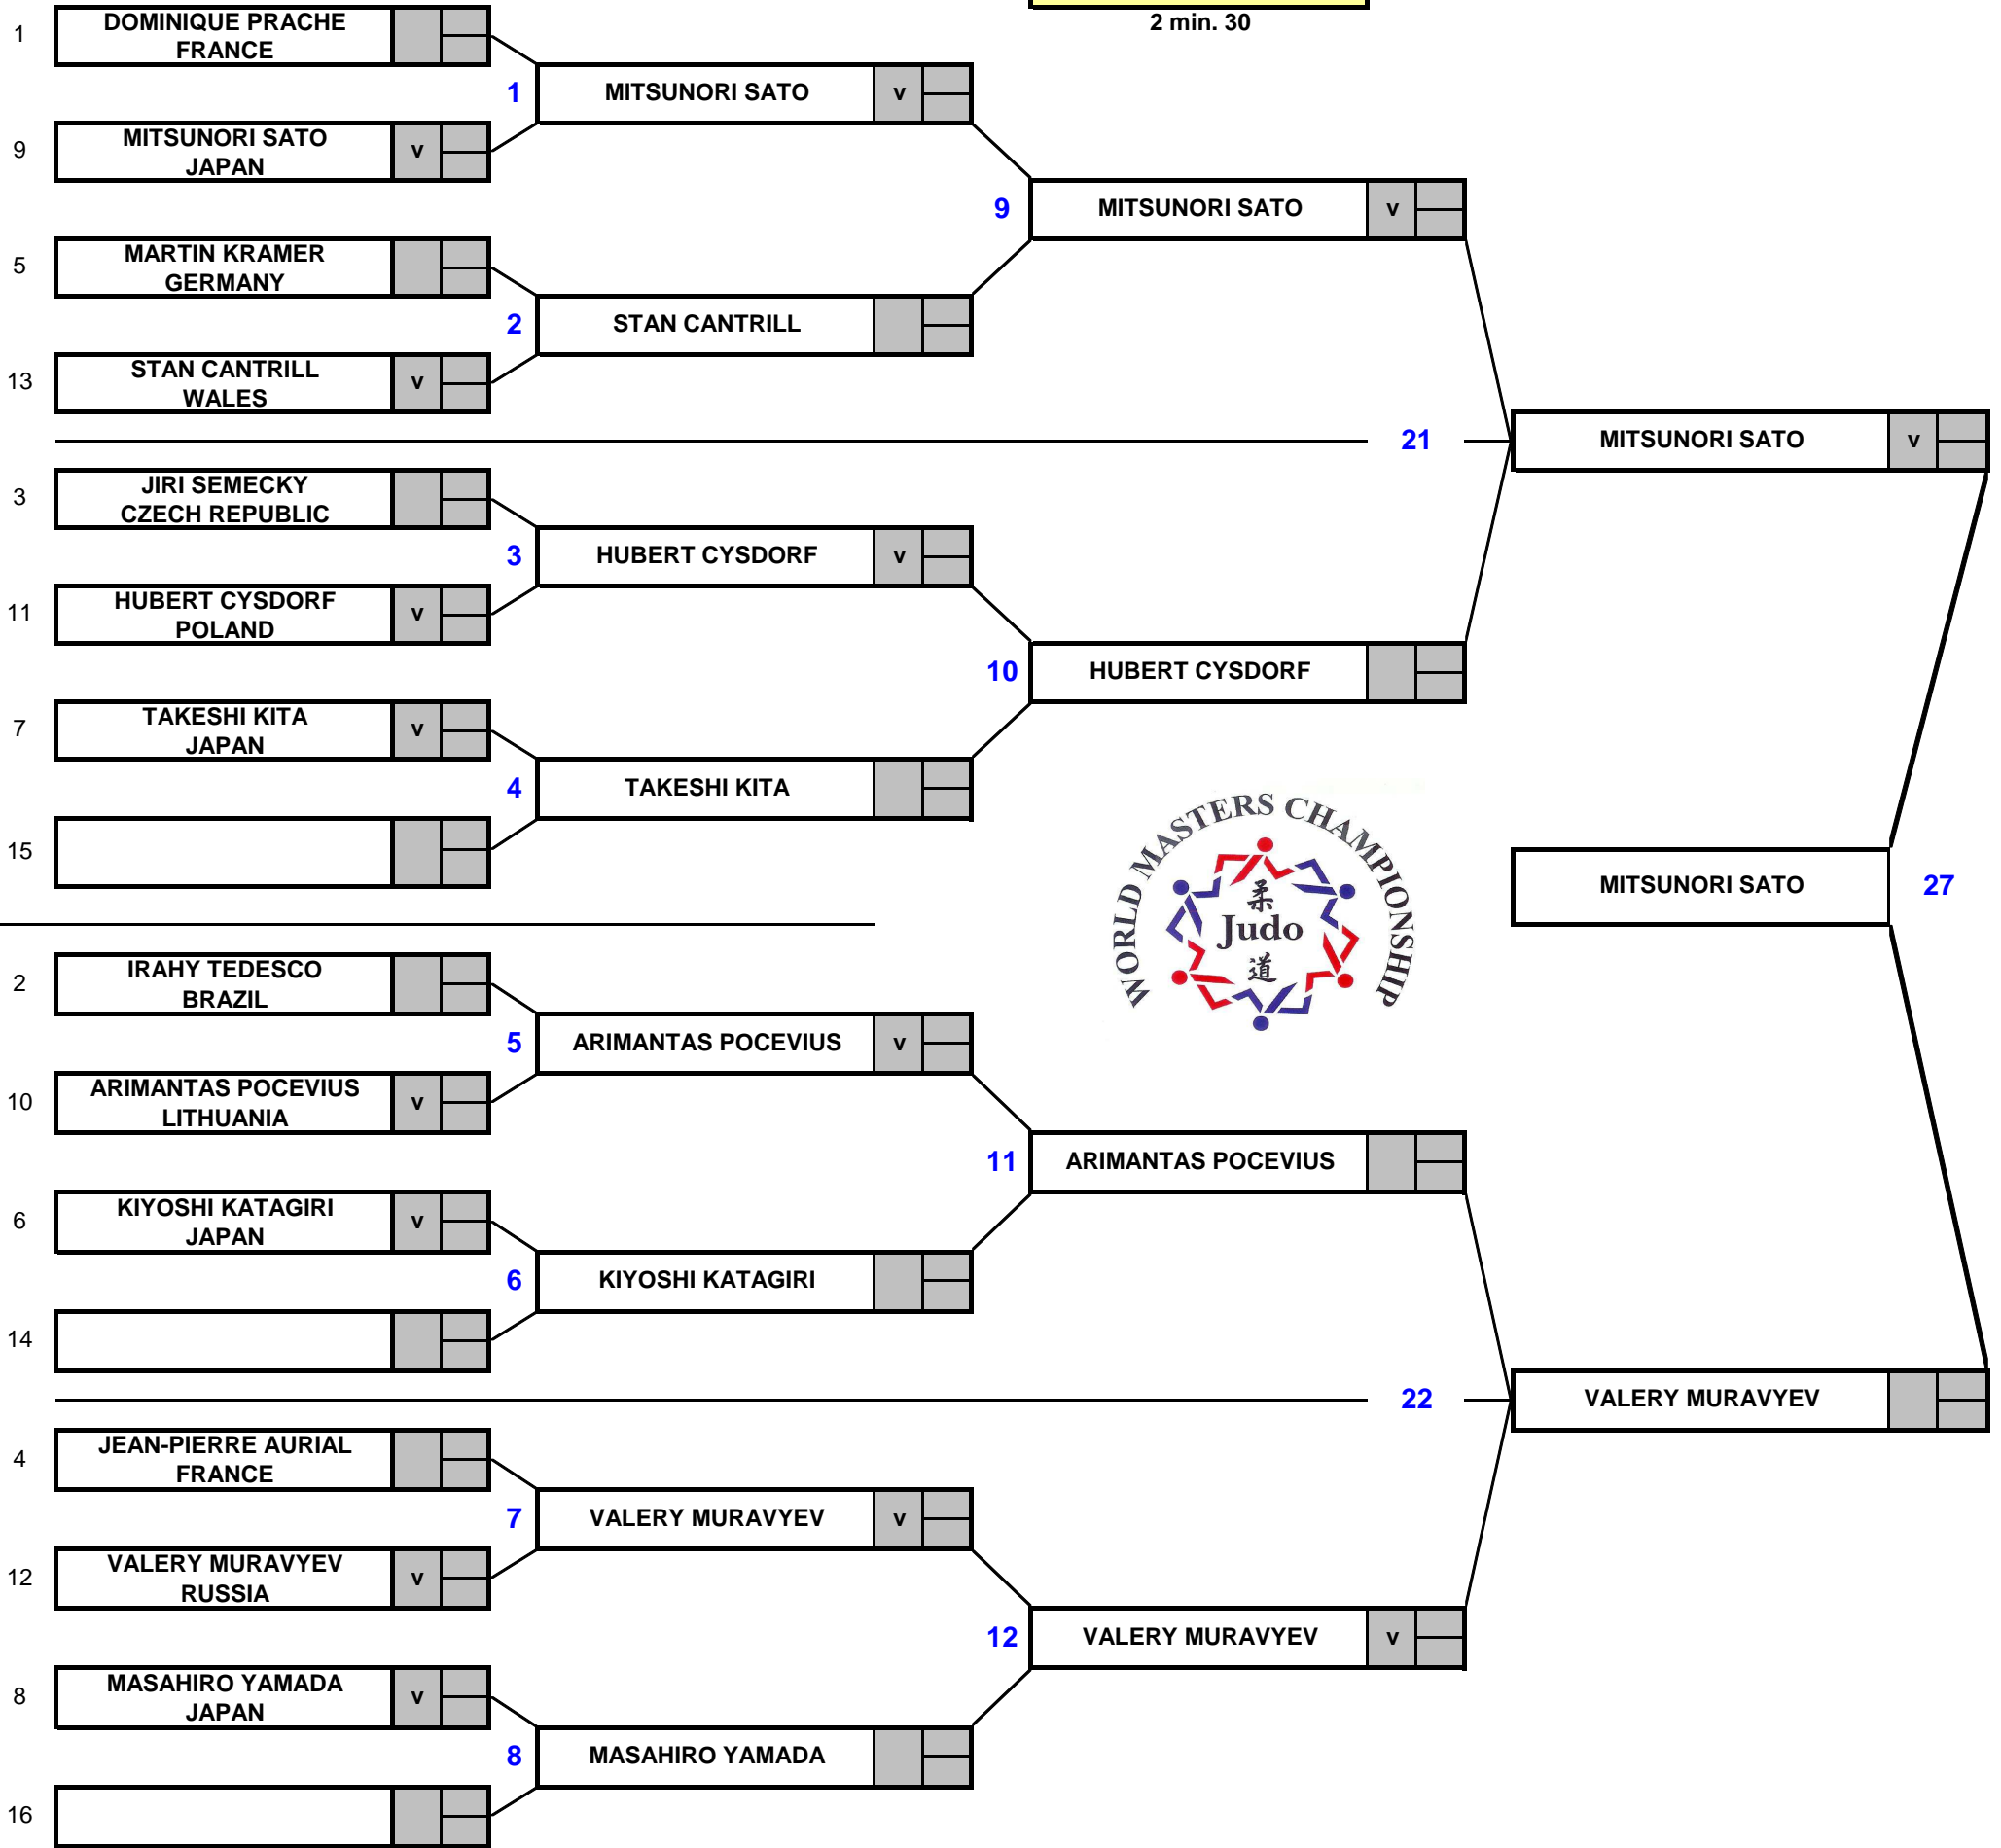 2 min. 30
1
DOMINIQUE PRACHE
FRANCE
1
MITSUNORI SATO
v
9
MITSUNORI SATO
JAPAN
v
9
MITSUNORI SATO
v
5
MARTIN KRAMER
GERMANY
2
STAN CANTRILL
13
STAN CANTRILL
WALES
v
21
MITSUNORI SATO
v
3
JIRI SEMECKY
CZECH REPUBLIC
3
HUBERT CYSDORF
v
11
HUBERT CYSDORF
POLAND
v
10
HUBERT CYSDORF
7
TAKESHI KITA
JAPAN
v
4
TAKESHI KITA
15
WORLD MASTERS CHAMPIONSHIP
柔
Judo
道
MITSUNORI SATO
27
2
IRAHY TEDESCO
BRAZIL
5
ARIMANTAS POCEVIUS
v
10
ARIMANTAS POCEVIUS
LITHUANIA
v
11
ARIMANTAS POCEVIUS
6
KIYOSHI KATAGIRI
JAPAN
v
6
KIYOSHI KATAGIRI
14
22
VALERY MURAVYEV
4
JEAN-PIERRE AURIAL
FRANCE
7
VALERY MURAVYEV
v
12
VALERY MURAVYEV
RUSSIA
v
12
VALERY MURAVYEV
v
8
MASAHIRO YAMADA
JAPAN
v
8
MASAHIRO YAMADA
16